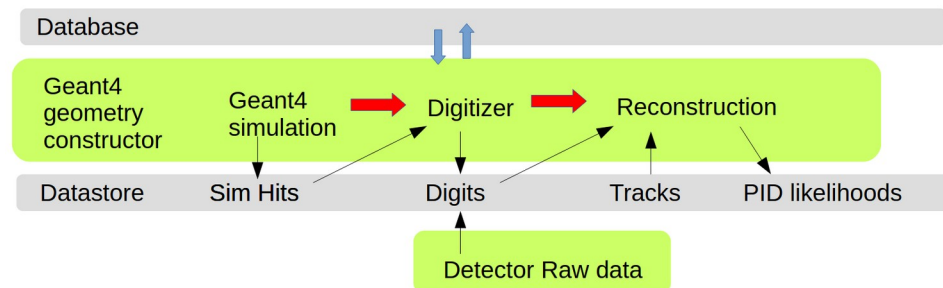 Database
Geant4
geometry
constructor
Geant4
simulation
Digitizer
Reconstruction
Datastore
Sim Hits
Digits
Tracks
PID likelihoods
Detector Raw data